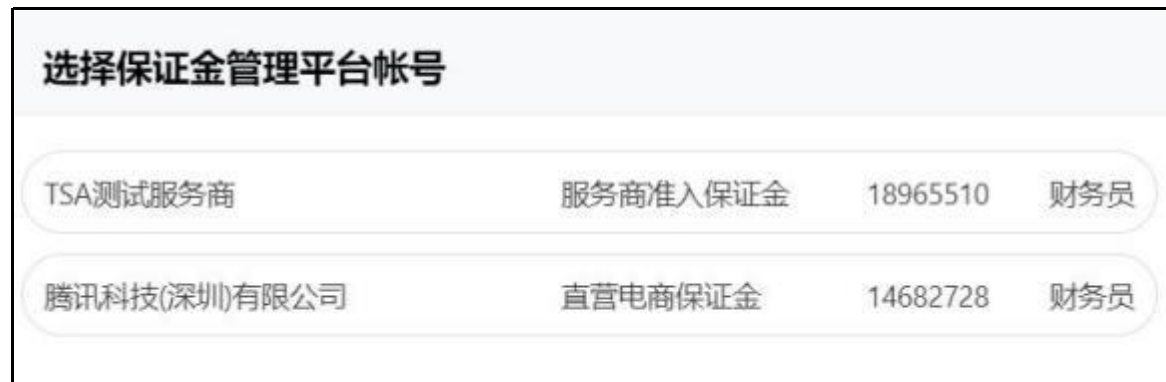 选择保证金管理平台帐号
TSA测试服务商 服务商准入保证金 18965510 财务员
腾讯科技(深圳)有限公司 直营电商保证金 14682728 财务员